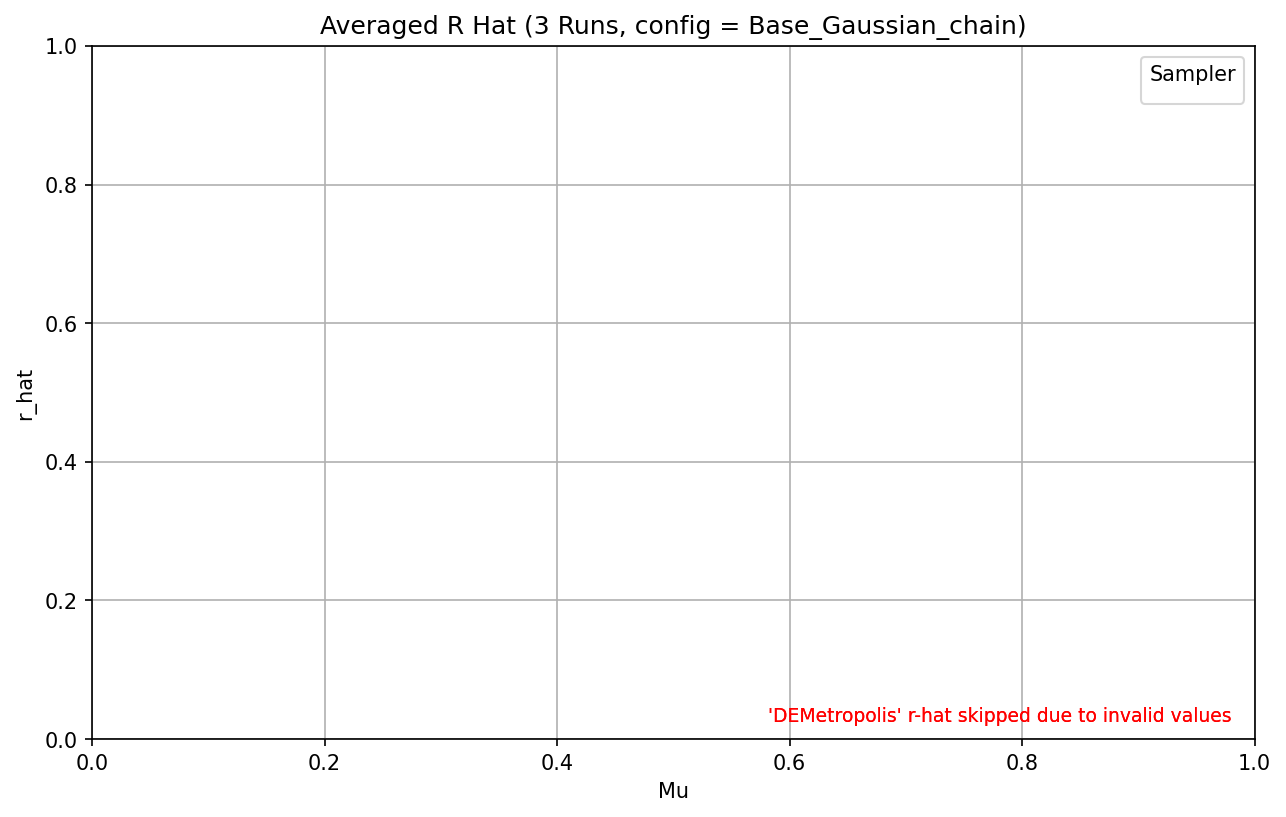 Averaged R Hat (3 Runs, config = Base_Gaussian_chain)
Sampler
1.0
0.8
0.6
0.4
0.2
0.0
r_hat
'DEMetropolis' r-hat skipped due to invalid values
0.0 0.2 0.4 0.6 0.8 1.0
Mu